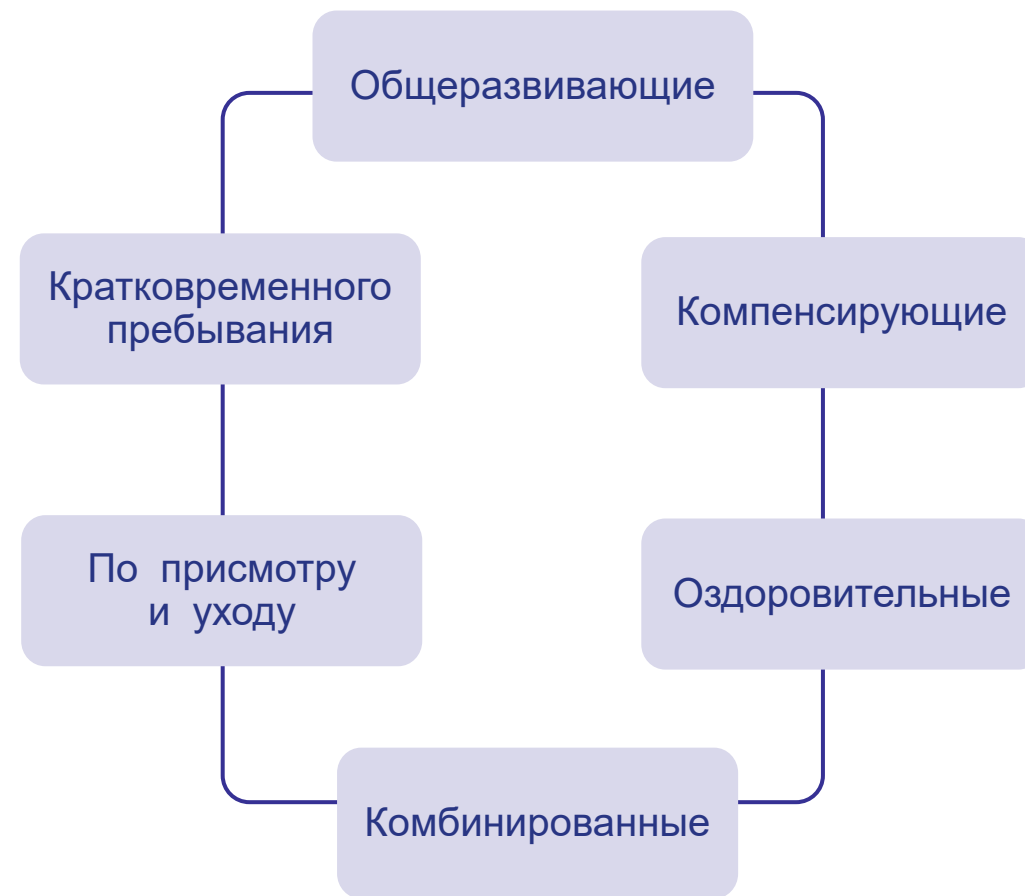 Общеразвивающие
Кратковременного
пребывания
Компенсирующие
По присмотру
и уходу
Оздоровительные
Комбинированные